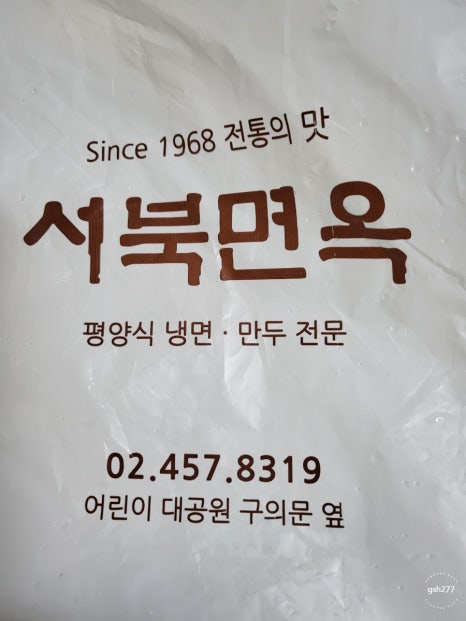 Since 1968 전통의 맛
서북면옥
평양식 냉면 · 만두 전문
02.457.8319
어린이 대공원 구의문 옆
gsh277